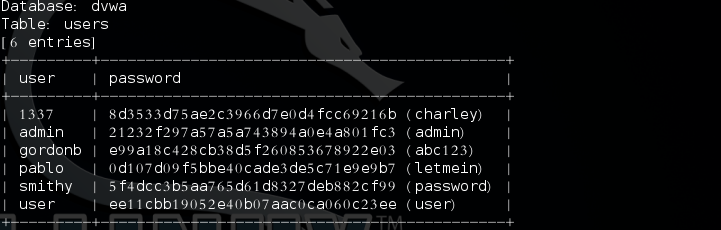 Database: dvwa
Table: users
[6 entries]
+---------+---------------------------------------------+
| user | password |
+---------+---------------------------------------------+
| 1337 | 8d3533d75ae2c3966d7e0d4fcc69216b (charley) |
| admin | 21232f297a57a5a743894a0e4a801fc3 (admin) |
| gordonb | e99a18c428cb38d5f260853678922e03 (abc123) |
| pablo | 0d107d09f5bbe40cade3de5c71e9e9b7 (letmein) |
| smithy | 5f4dcc3b5aa765d61d8327deb882cf99 (password) |
| user | ee11cbb19052e40b07aac0ca060c23ee (user) |
+---------+---------------------------------------------+